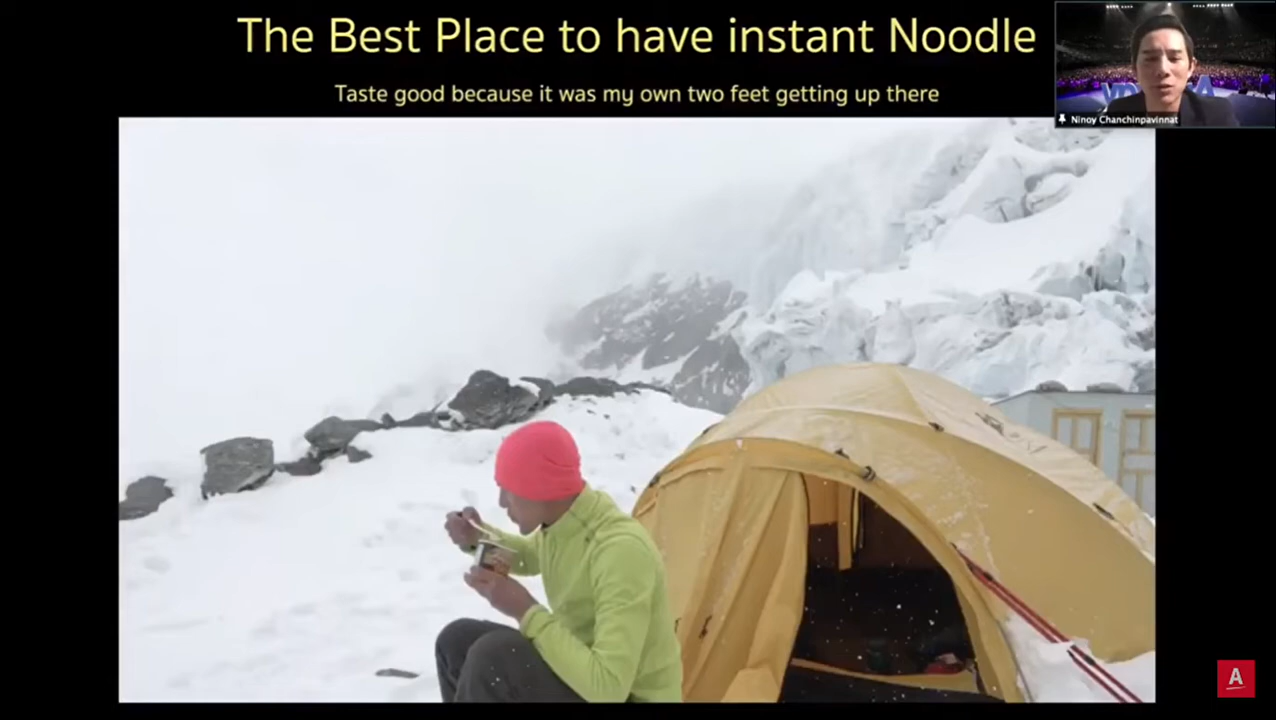 The Best Place to have instant Noodle
Taste good because it was my own two feet getting up there
Ninoy Chanchinpavinnat
A